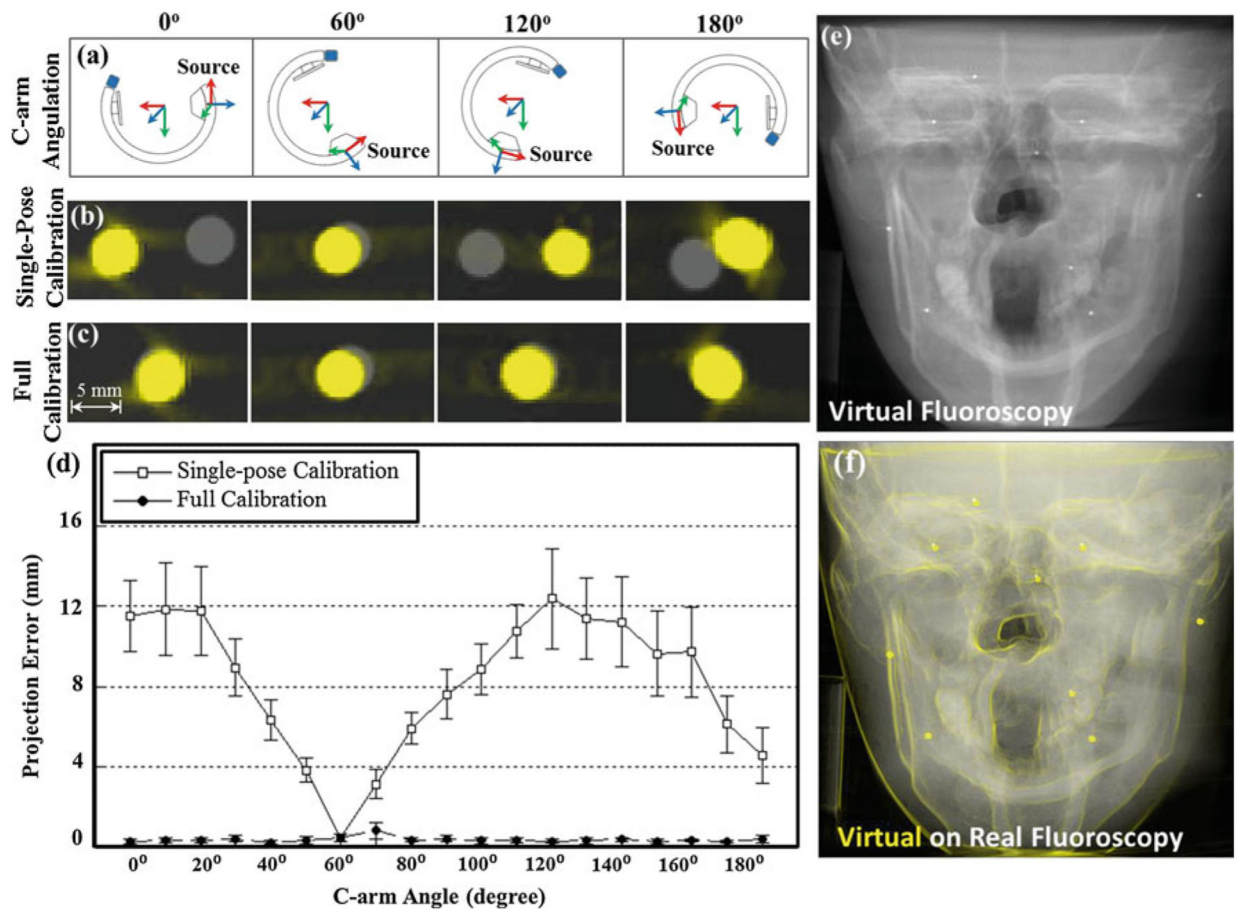 0° 60° 120° 180°
(a)
C-arm
Angulation
Source
Source
Source
Source
(b)
Single-Pose
Calibration
(c)
Full
Calibration
5 mm
(d)
Single-pose Calibration
Full Calibration
Projection Error (mm)
16
12
8
4
0
0° 20° 40° 60° 80° 100° 120° 140° 160° 180°
C-arm Angle (degree)
(e)
Virtual Fluoroscopy
(f)
Virtual on Real Fluoroscopy